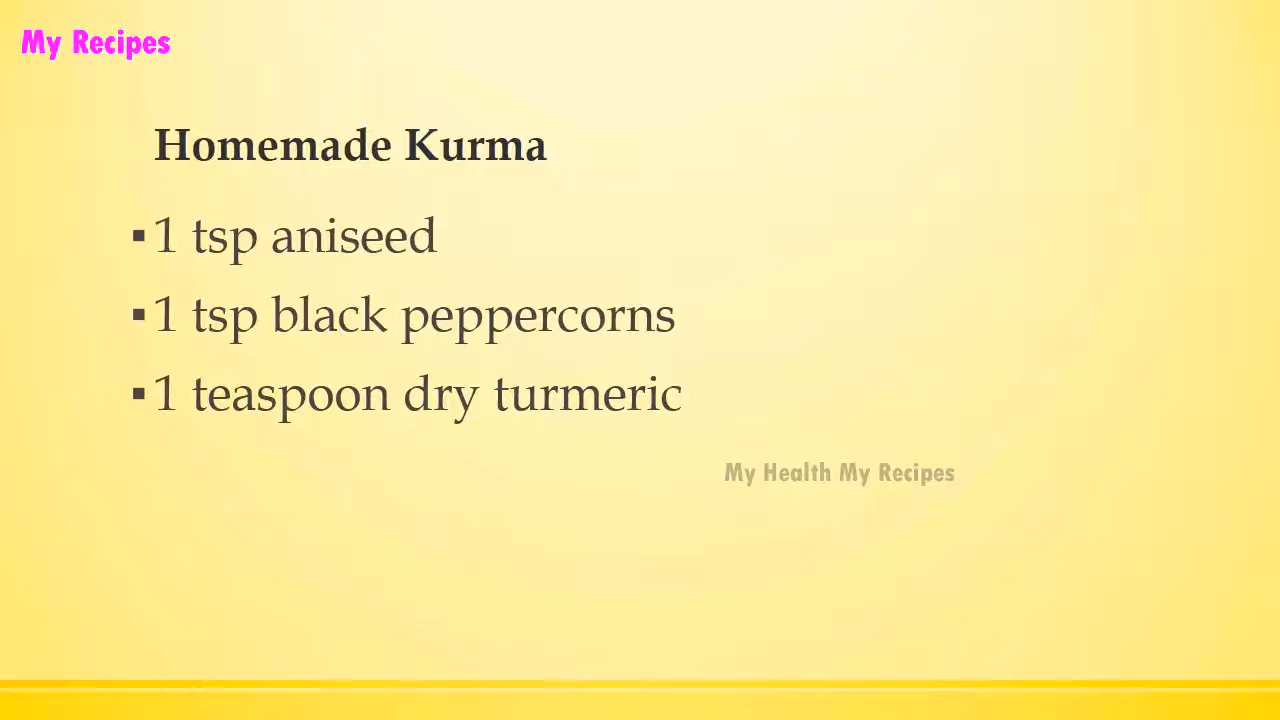 My Recipes
Homemade Kurma
▪1 tsp aniseed
▪1 tsp black peppercorns
▪1 teaspoon dry turmeric
My Health My Recipes